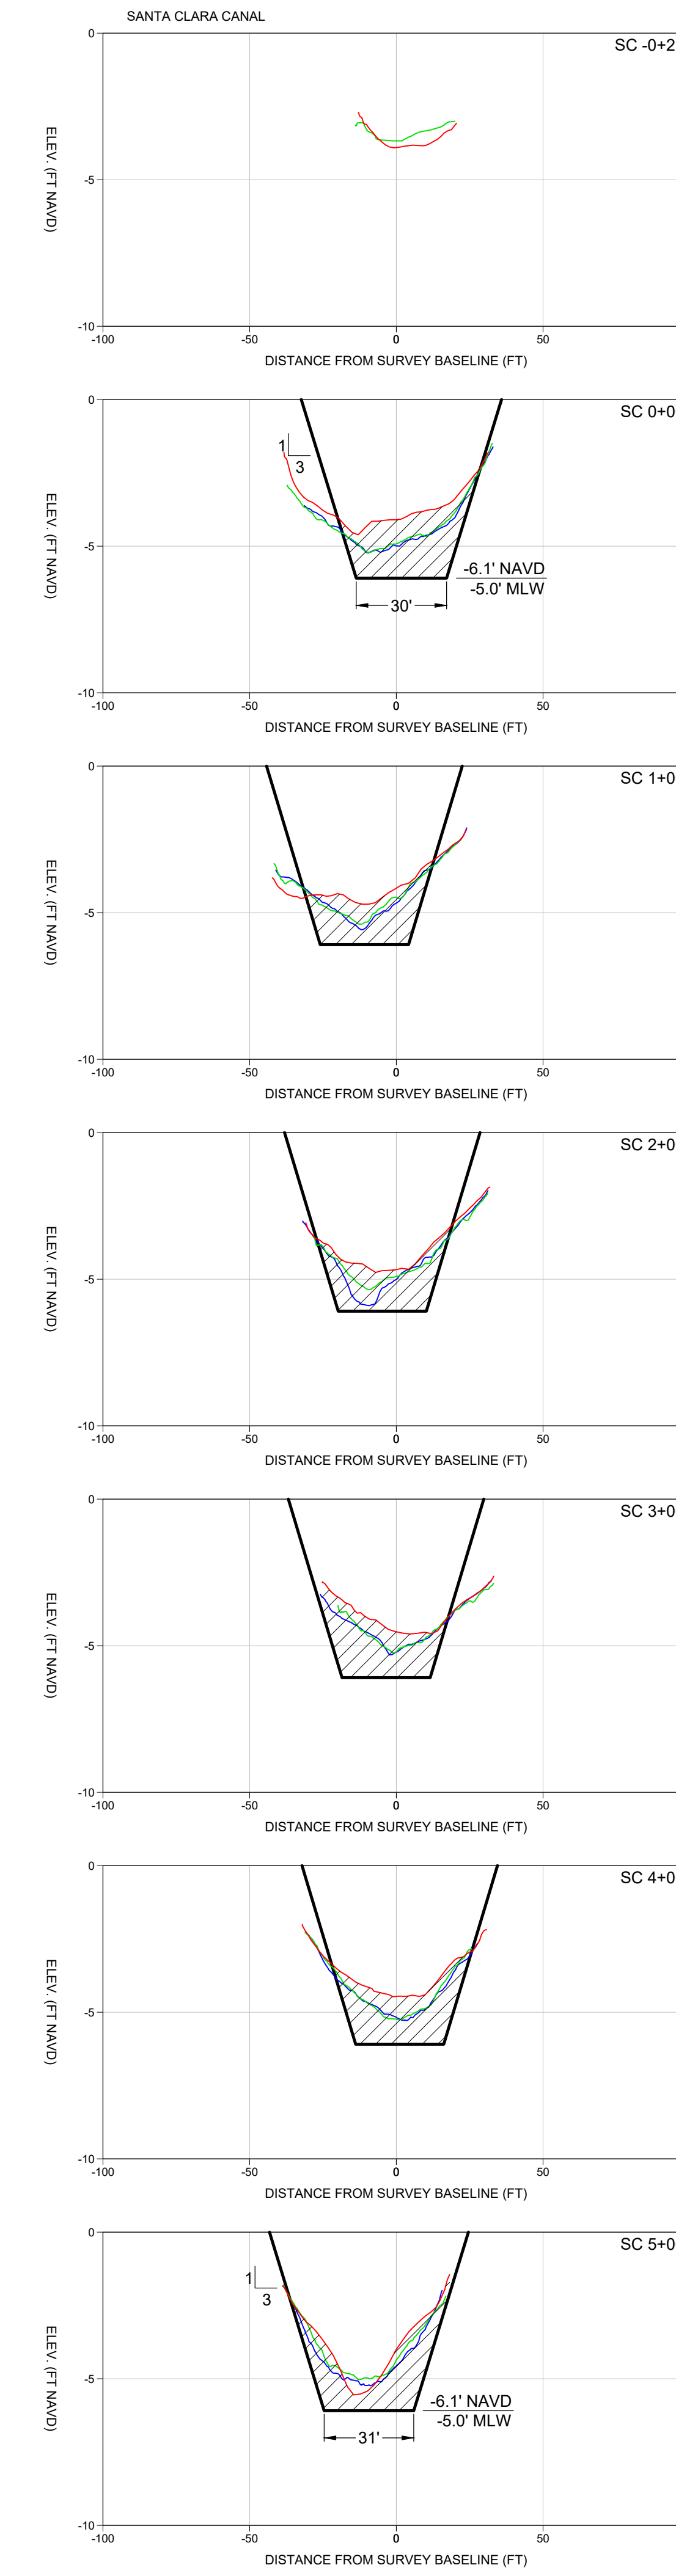 SANTA CLARA CANAL
0
SC -0+2
ELEV. (FT NAVD)
-5
-10
-100
-50
0
50
DISTANCE FROM SURVEY BASELINE (FT)
0
SC 0+0
ELEV. (FT NAVD)
1
3
-5
-6.1' NAVD
-5.0' MLW
30'
-10
-100
-50
0
50
DISTANCE FROM SURVEY BASELINE (FT)
0
SC 1+0
ELEV. (FT NAVD)
-5
-10
-100
-50
0
50
DISTANCE FROM SURVEY BASELINE (FT)
0
SC 2+0
ELEV. (FT NAVD)
-5
-10
-100
-50
0
50
DISTANCE FROM SURVEY BASELINE (FT)
0
SC 3+0
ELEV. (FT NAVD)
-5
-10
-100
-50
0
50
DISTANCE FROM SURVEY BASELINE (FT)
0
SC 4+0
ELEV. (FT NAVD)
-5
-10
-100
-50
0
50
DISTANCE FROM SURVEY BASELINE (FT)
0
SC 5+0
1
3
ELEV. (FT NAVD)
-5
-6.1' NAVD
-5.0' MLW
31'
-10
-100
-50
0
50
DISTANCE FROM SURVEY BASELINE (FT)